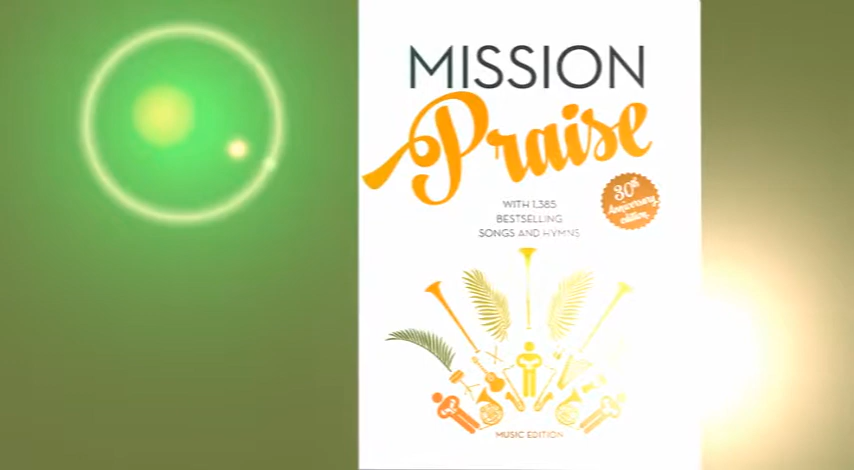 MISSION
Praise
30th
Anniversary
edition
WITH 1,385
BESTSELLING
SONGS AND HYMNS
MUSIC EDITION